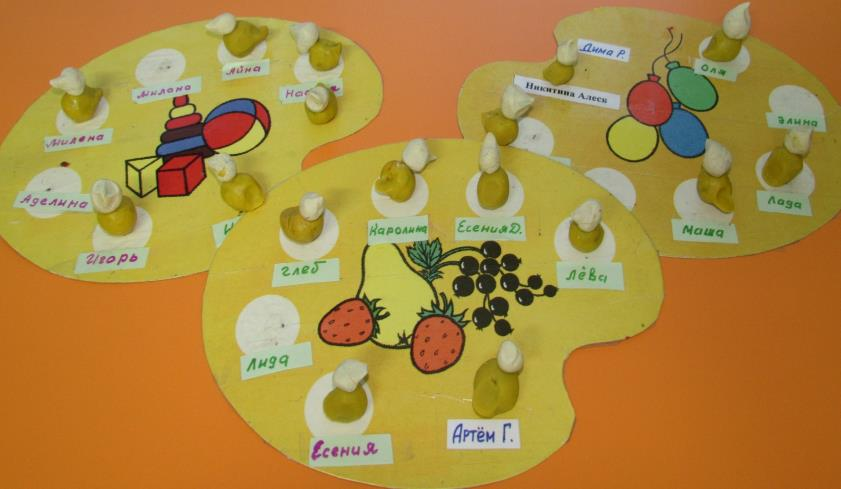 Айна
Милана
Милена
Аделина
Игорь
Дима Р.
Оля
Никитина Алеся
Элина
Лада
Маша
Каролина
Есения Д.
Глеб
Лёва
Лида
Есения
Артём Г.